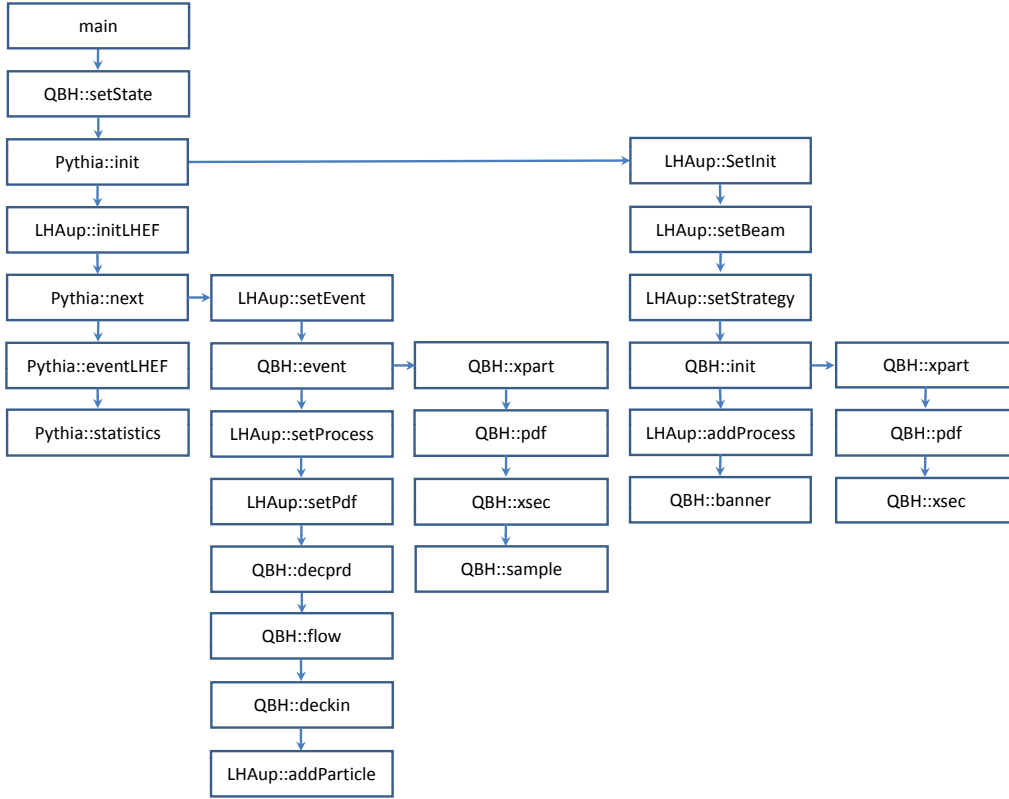 main
QBH::setState
Pythia::init
LHAup::SetInit
LHAup::initLHEF
LHAup::setBeam
Pythia::next
LHAup::setEvent
LHAup::setStrategy
Pythia::eventLHEF
QBH::event
QBH::xpart
QBH::init
QBH::xpart
Pythia::statistics
LHAup::setProcess
QBH::pdf
LHAup::addProcess
QBH::pdf
LHAup::setPdf
QBH::xsec
QBH::banner
QBH::xsec
QBH::decprd
QBH::sample
QBH::flow
QBH::deckin
LHAup::addParticle